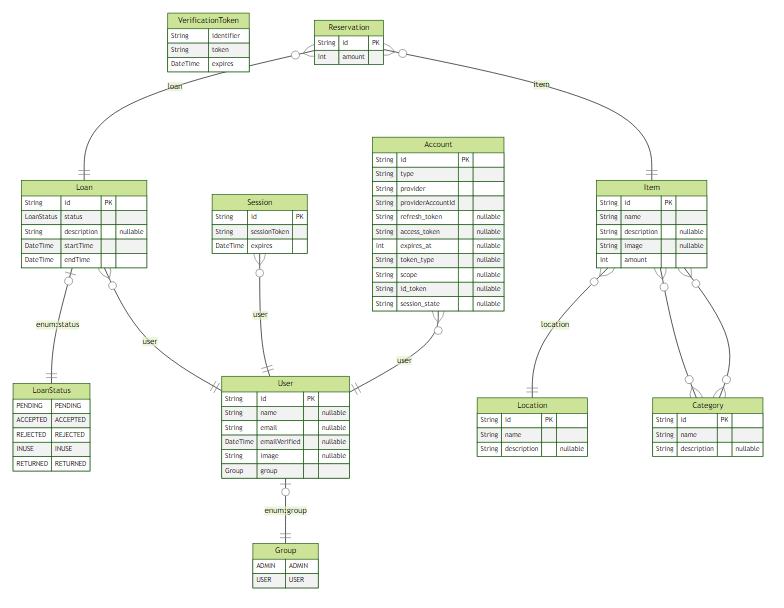 VerificationToken
String identifier
String token
DateTime expires
Reservation
String id PK
Int amount
loan
item
Account
String id PK
String type
String provider
String providerAccountId
String refresh_token nullable
String access_token nullable
Int expires_at nullable
String token_type nullable
String scope nullable
String id_token nullable
String session_state nullable
Loan
String id PK
LoanStatus status
String description nullable
DateTime startTime
DateTime endTime
Session
String id PK
String sessionToken
DateTime expires
Item
String id PK
String name
String description nullable
String image nullable
Int amount
enum:status
user
user
user
location
LoanStatus
PENDING PENDING
ACCEPTED ACCEPTED
REJECTED REJECTED
INUSE INUSE
RETURNED RETURNED
User
String id PK
String name nullable
String email nullable
DateTime emailVerified nullable
String image nullable
Group group
Location
String id PK
String name
String description nullable
Category
String id PK
String name
String description nullable
enum:group
Group
ADMIN ADMIN
USER USER